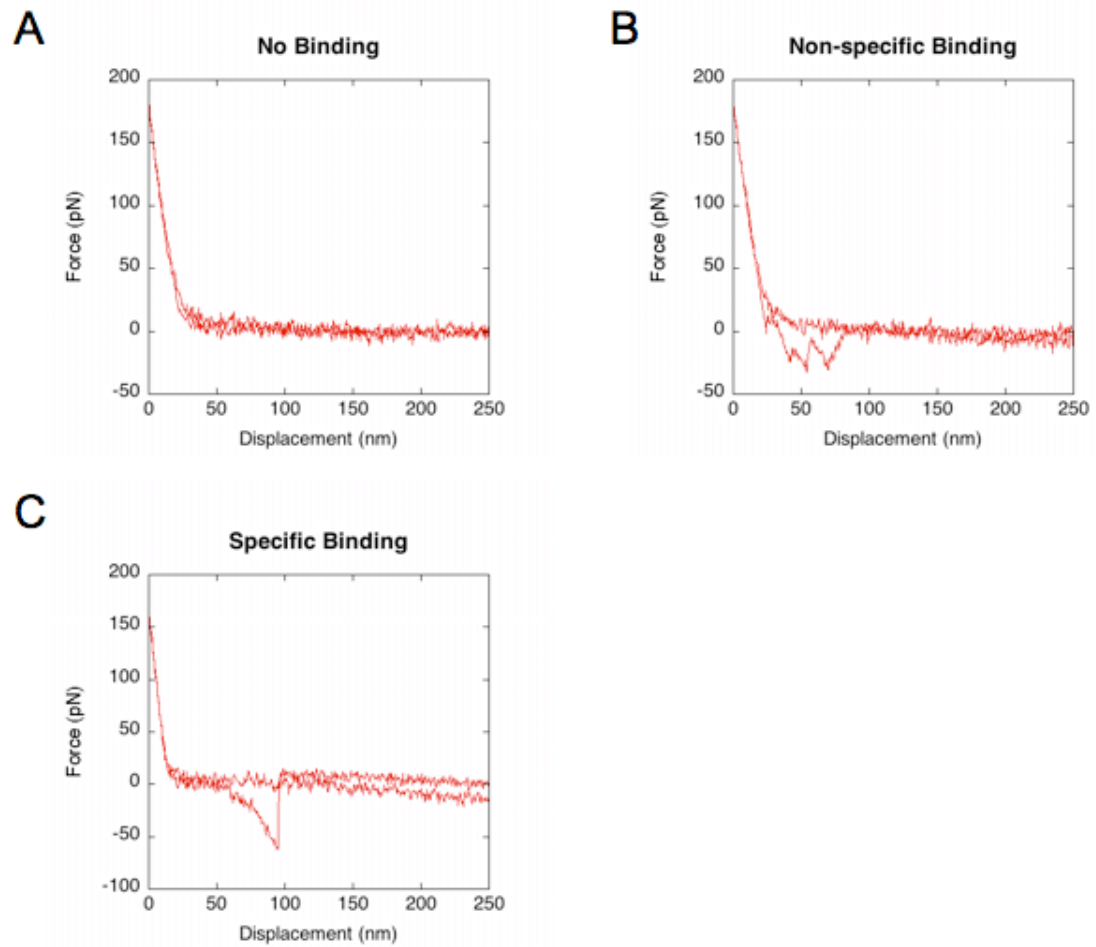 A
No Binding
200
150
100
50
0
-50
Force (pN)
0 50 100 150 200 250
Displacement (nm)
B
Non-specific Binding
200
150
100
50
0
-50
Force (pN)
0 50 100 150 200 250
Displacement (nm)
C
Specific Binding
200
150
100
50
0
-50
-100
Force (pN)
0 50 100 150 200 250
Displacement (nm)